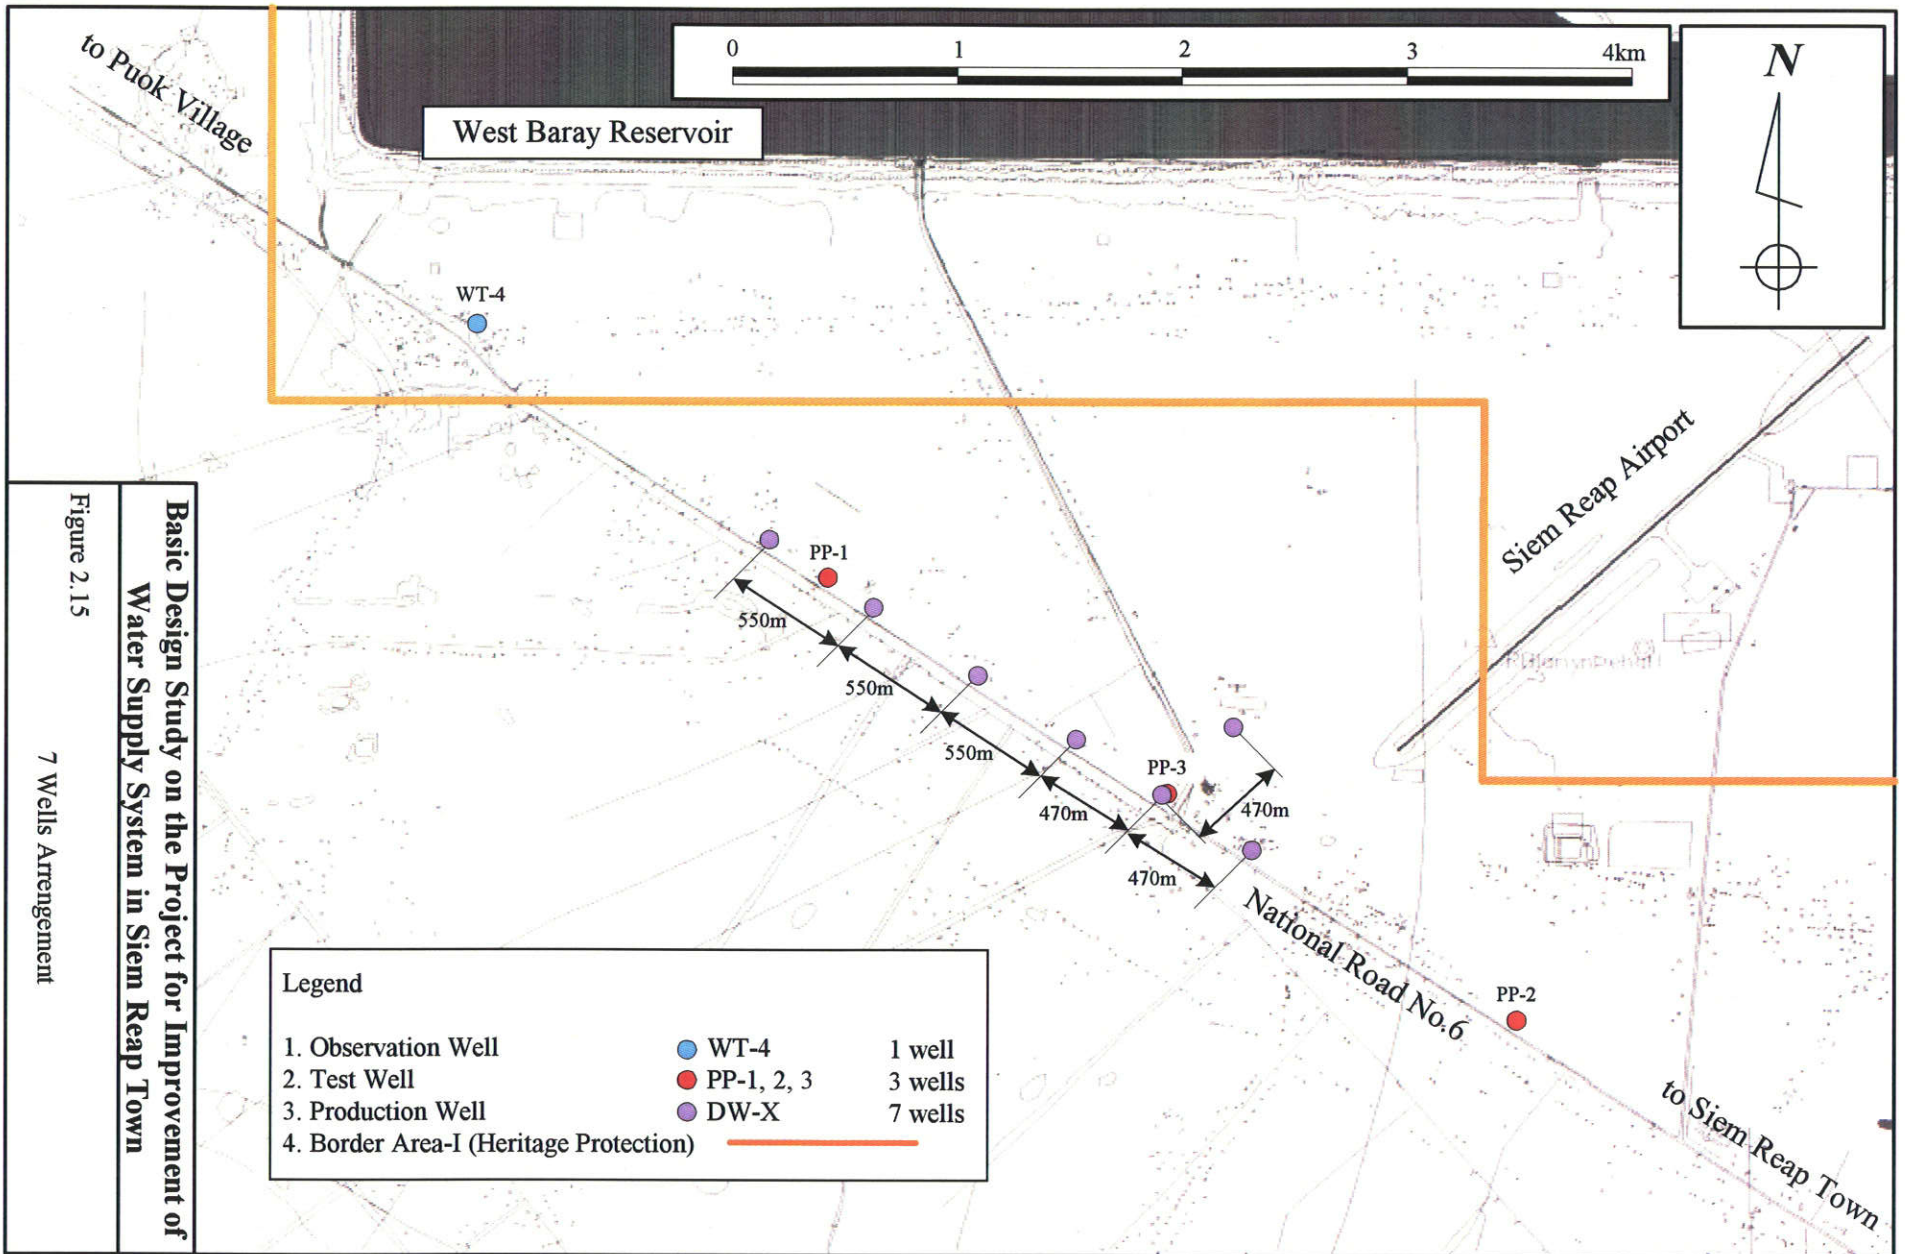 to Puok Village
0 1 2 3 4km
N
West Baray Reservoir
WT-4
Siem Reap Airport
PP-1
550m
550m
550m
PP-3
470m
470m
470m
National Road No.6
PP-2
to Siem Reap Town
Legend
1. Observation Well WT-4 1 well
2. Test Well PP-1, 2, 3 3 wells
3. Production Well DW-X 7 wells
4. Border Area-I (Heritage Protection)
Basic Design Study on the Project for Improvement of
Water Supply System in Siem Reap Town
Figure 2.15
7 Wells Arrengement